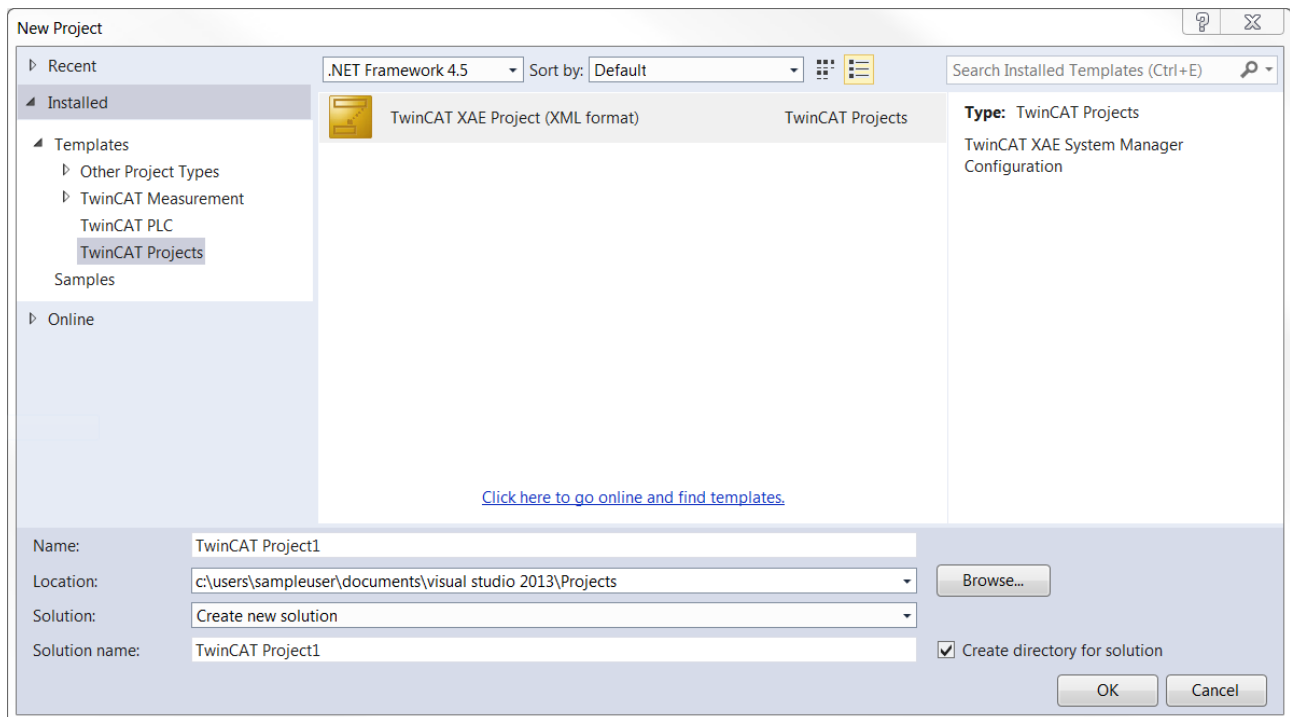 New Project
Recent
.NET Framework 4.5
Sort by:
Default
Search Installed Templates (Ctrl+E)
Installed
Templates
Other Project Types
TwinCAT Measurement
TwinCAT PLC
TwinCAT Projects
Samples
Online
TwinCAT XAE Project (XML format)
TwinCAT Projects
Type: TwinCAT Projects
TwinCAT XAE System Manager
Configuration
Click here to go online and find templates.
Name:
TwinCAT Project1
Location:
c:\users\sampleuser\documents\visual studio 2013\Projects
Browse...
Solution:
Create new solution
Solution name:
TwinCAT Project1
Create directory for solution
OK
Cancel